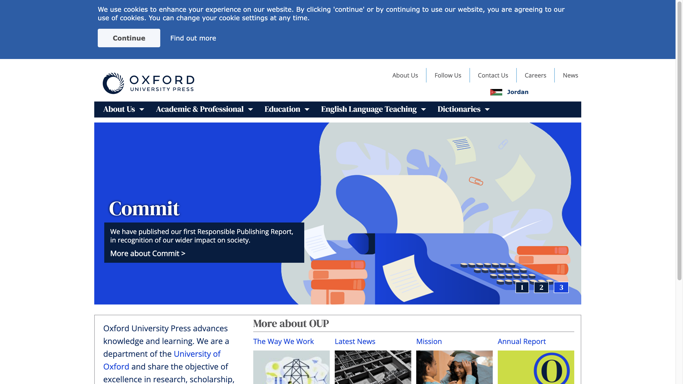 We use cookies to enhance your experience on our website. By clicking 'continue' or by continuing to use our website, you are agreeing to our
use of cookies. You can change your cookie settings at any time.
Continue
Find out more
OXFORD
UNIVERSITY PRESS
About Us
Follow Us
Contact Us
Careers
News
Jordan
About Us
Academic & Professional
Education
English Language Teaching
Dictionaries
Commit
We have published our first Responsible Publishing Report,
in recognition of our wider impact on society.
More about Commit >
1 2 3
Oxford University Press advances
knowledge and learning. We are a
department of the University of
Oxford and share the objective of
excellence in research, scholarship,
More about OUP
The Way We Work
Latest News
Mission
Annual Report